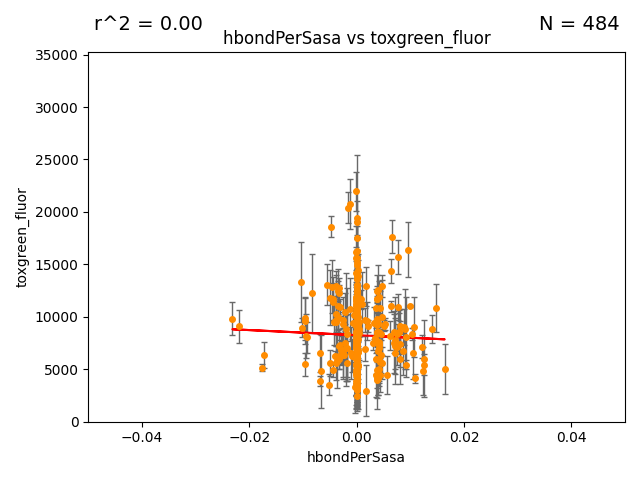 r^2 = 0.00
N = 484
hbondPerSasa vs toxgreen_fluor
35000
30000
25000
20000
15000
10000
5000
0
toxgreen_fluor
−0.04
−0.02
0.00
0.02
0.04
hbondPerSasa